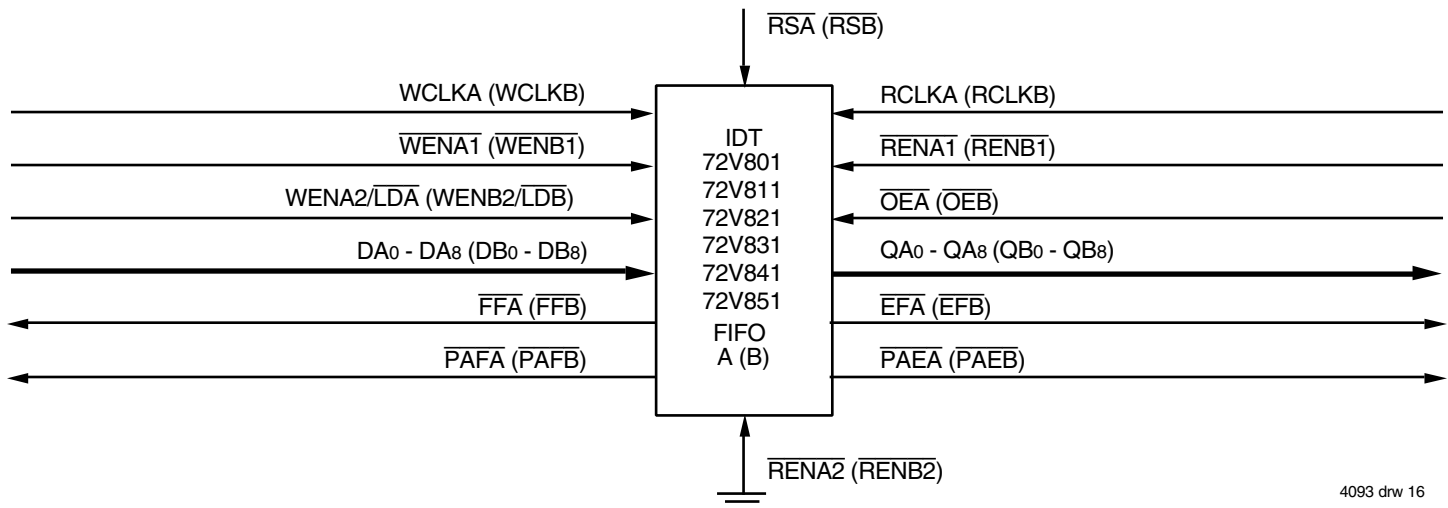 RSA (RSB)
WCLKA (WCLKB)
RCLKA (RCLKB)
WENA1 (WENB1)
RENA1 (RENB1)
WENA2/LDA (WENB2/LDB)
OEA (OEB)
DA0 - DA8 (DB0 - DB8)
QA0 - QA8 (QB0 - QB8)
FFA (FFB)
EFA (EFB)
PAFA (PAFB)
PAEA (PAEB)
IDT
72V801
72V811
72V821
72V831
72V841
72V851
FIFO
A (B)
RENA2 (RENB2)
4093 drw 16